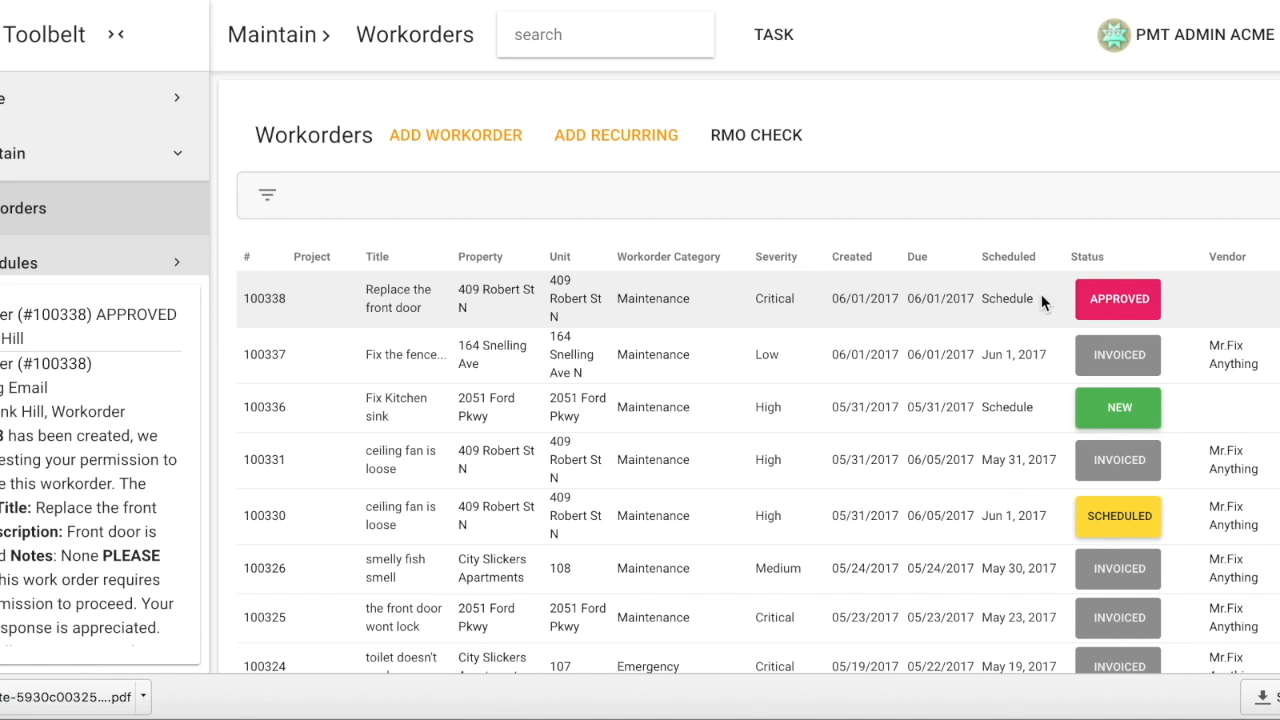 Toolbelt
Maintain
Workorders
search
TASK
PMT ADMIN ACME
e
tain
orders
dules
er (#100338) APPROVED
Hill
er (#100338)
g Email
nk Hill, Workorder
has been created, we
esting your permission to
e this workorder. The
Title: Replace the front
scription: Front door is
d Notes: None PLEASE
his work order requires
mission to proceed. Your
sponse is appreciated.
Workorders ADD WORKORDER ADD RECURRING RMO CHECK
# Project Title Property Unit Workorder Category Severity Created Due Scheduled Status Vendor
100338 Replace the front door 409 Robert St N 409 Robert St N Maintenance Critical 06/01/2017 06/01/2017 Schedule APPROVED
100337 Fix the fence... 164 Snelling Ave 164 Snelling Ave N Maintenance Low 06/01/2017 06/01/2017 Jun 1, 2017 INVOICED Mr.Fix Anything
100336 Fix Kitchen sink 2051 Ford Pkwy 2051 Ford Pkwy Maintenance High 05/31/2017 05/31/2017 Schedule NEW
100331 ceiling fan is loose 409 Robert St N 409 Robert St N Maintenance High 05/31/2017 06/05/2017 May 31, 2017 INVOICED Mr.Fix Anything
100330 ceiling fan is loose 409 Robert St N 409 Robert St N Maintenance High 05/31/2017 06/05/2017 Jun 1, 2017 SCHEDULED Mr.Fix Anything
100326 smelly fish smell City Slickers Apartments 108 Maintenance Medium 05/24/2017 05/24/2017 May 30, 2017 INVOICED Mr.Fix Anything
100325 the front door wont lock 2051 Ford Pkwy 2051 Ford Pkwy Maintenance Critical 05/23/2017 05/23/2017 May 23, 2017 INVOICED Mr.Fix Anything
100324 toilet doesn't City Slickers 107 Emergency Critical 05/19/2017 05/22/2017 May 19, 2017 INVOICED Mr.Fix
te-5930c00325....pdf